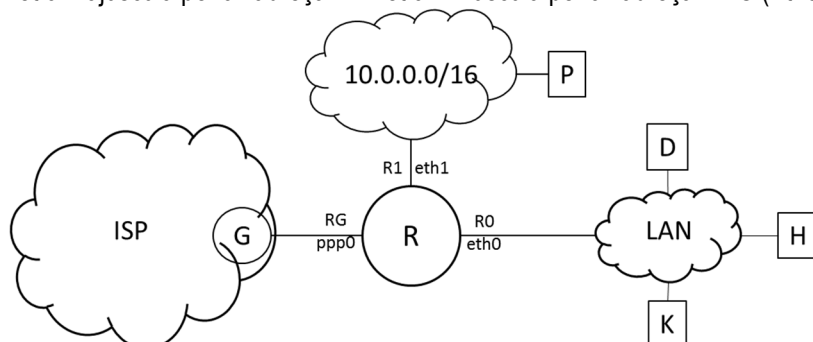 10.0.0.0/16
P
R1 eth1
D
ISP
G
RG
ppp0
R
R0
eth0
LAN
H
K